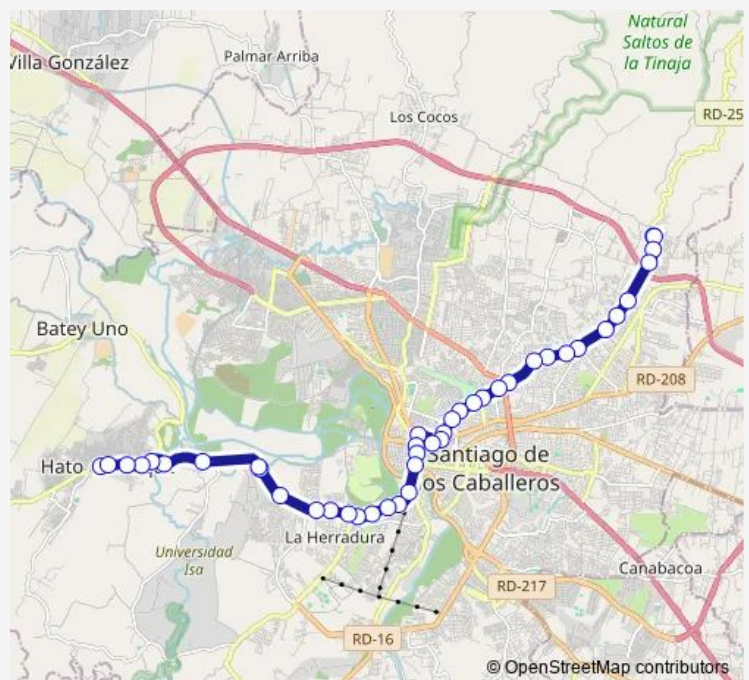 Natural
Saltos de
la Tinaja
Villa González
Palmar Arriba
RD-25
Los Cocos
Batey Uno
RD-208
Santiago de
los Caballeros
Hato
La Herradura
Universidad
Isa
Canabacoa
RD-217
RD-16
© OpenStreetMap contributors